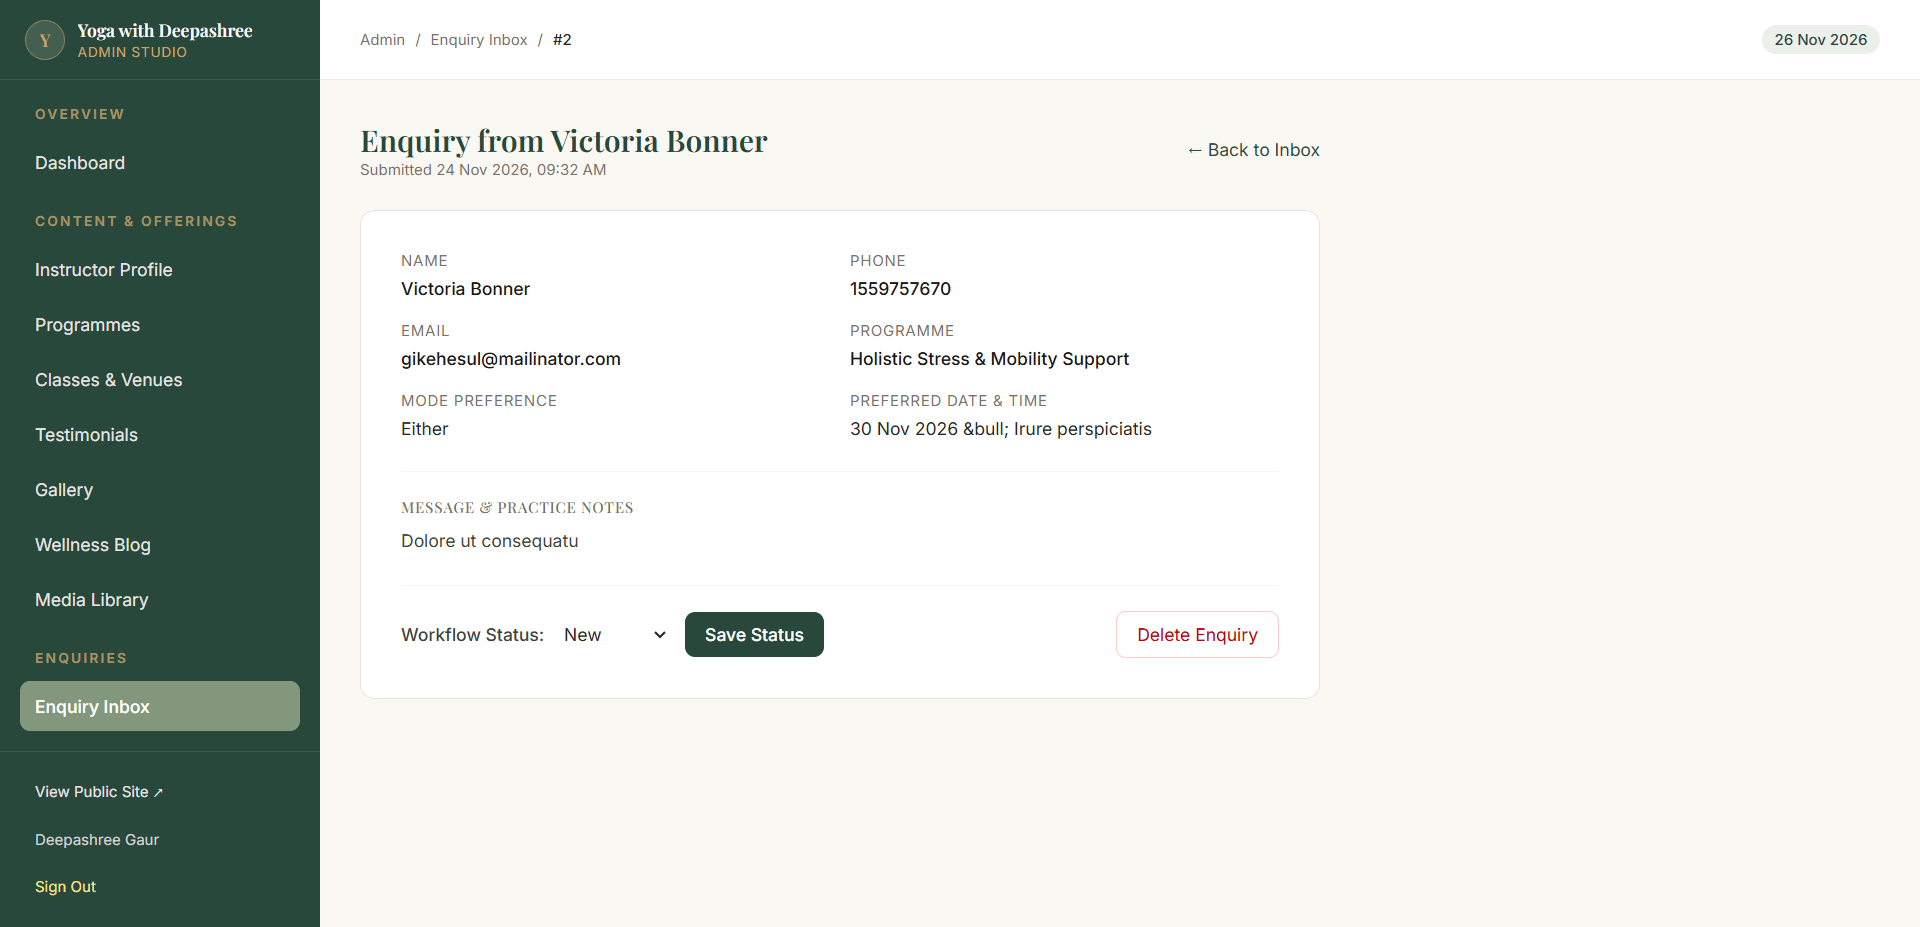 Y
Yoga with Deepashree
ADMIN STUDIO
OVERVIEW
Dashboard
CONTENT & OFFERINGS
Instructor Profile
Programmes
Classes & Venues
Testimonials
Gallery
Wellness Blog
Media Library
ENQUIRIES
Enquiry Inbox
View Public Site ↗
Deepashree Gaur
Sign Out
Admin / Enquiry Inbox / #2
26 Nov 2026
Enquiry from Victoria Bonner
Submitted 24 Nov 2026, 09:32 AM
← Back to Inbox
NAME
Victoria Bonner
PHONE
1559757670
EMAIL
gikehesul@mailinator.com
PROGRAMME
Holistic Stress & Mobility Support
MODE PREFERENCE
Either
PREFERRED DATE & TIME
30 Nov 2026 &bull; Irure perspiciatis
MESSAGE & PRACTICE NOTES
Dolore ut consequatu
Workflow Status: New
Save Status
Delete Enquiry